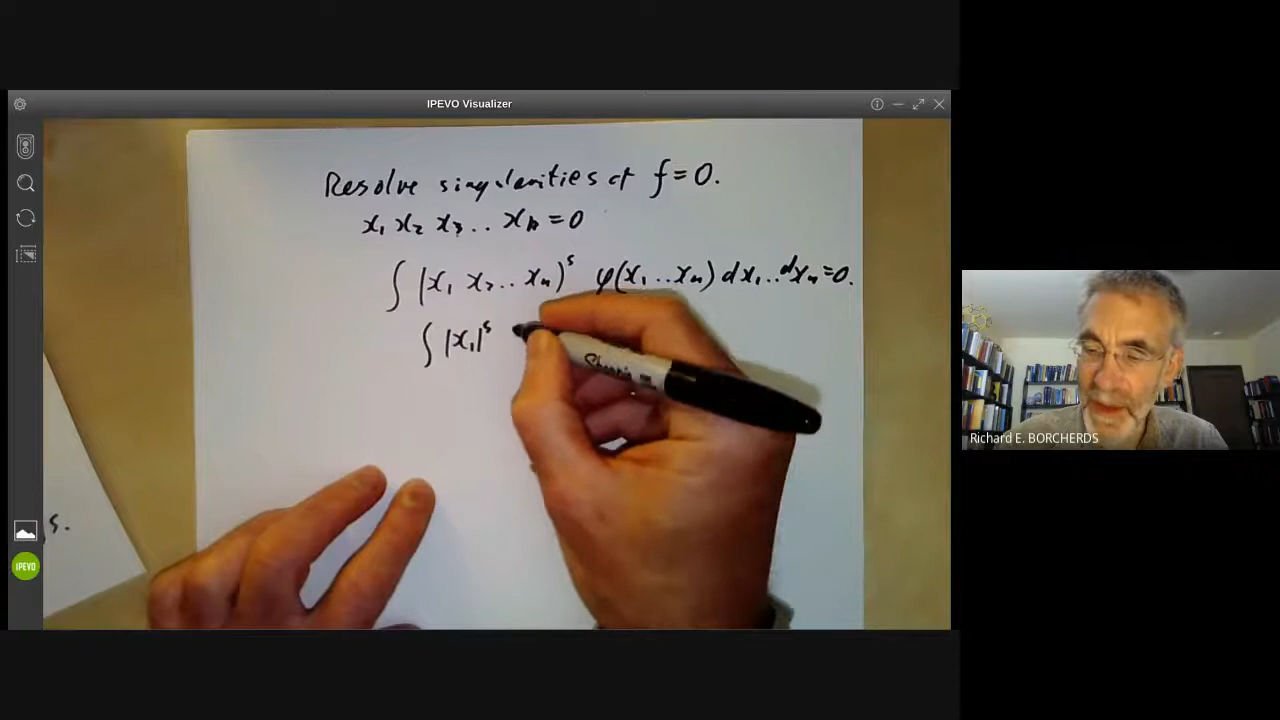 IPEVO Visualizer
Resolve singularities of f=0.
x₁ x₂ x₃ .. xₙ = 0
∫ |x₁ x₂ .. xₙ|^s φ(x₁ .. xₙ) dx₁ .. dxₙ = 0.
∫ |x₁|^s
Sharpie
s.
IPEVO
Richard E. BORCHERDS